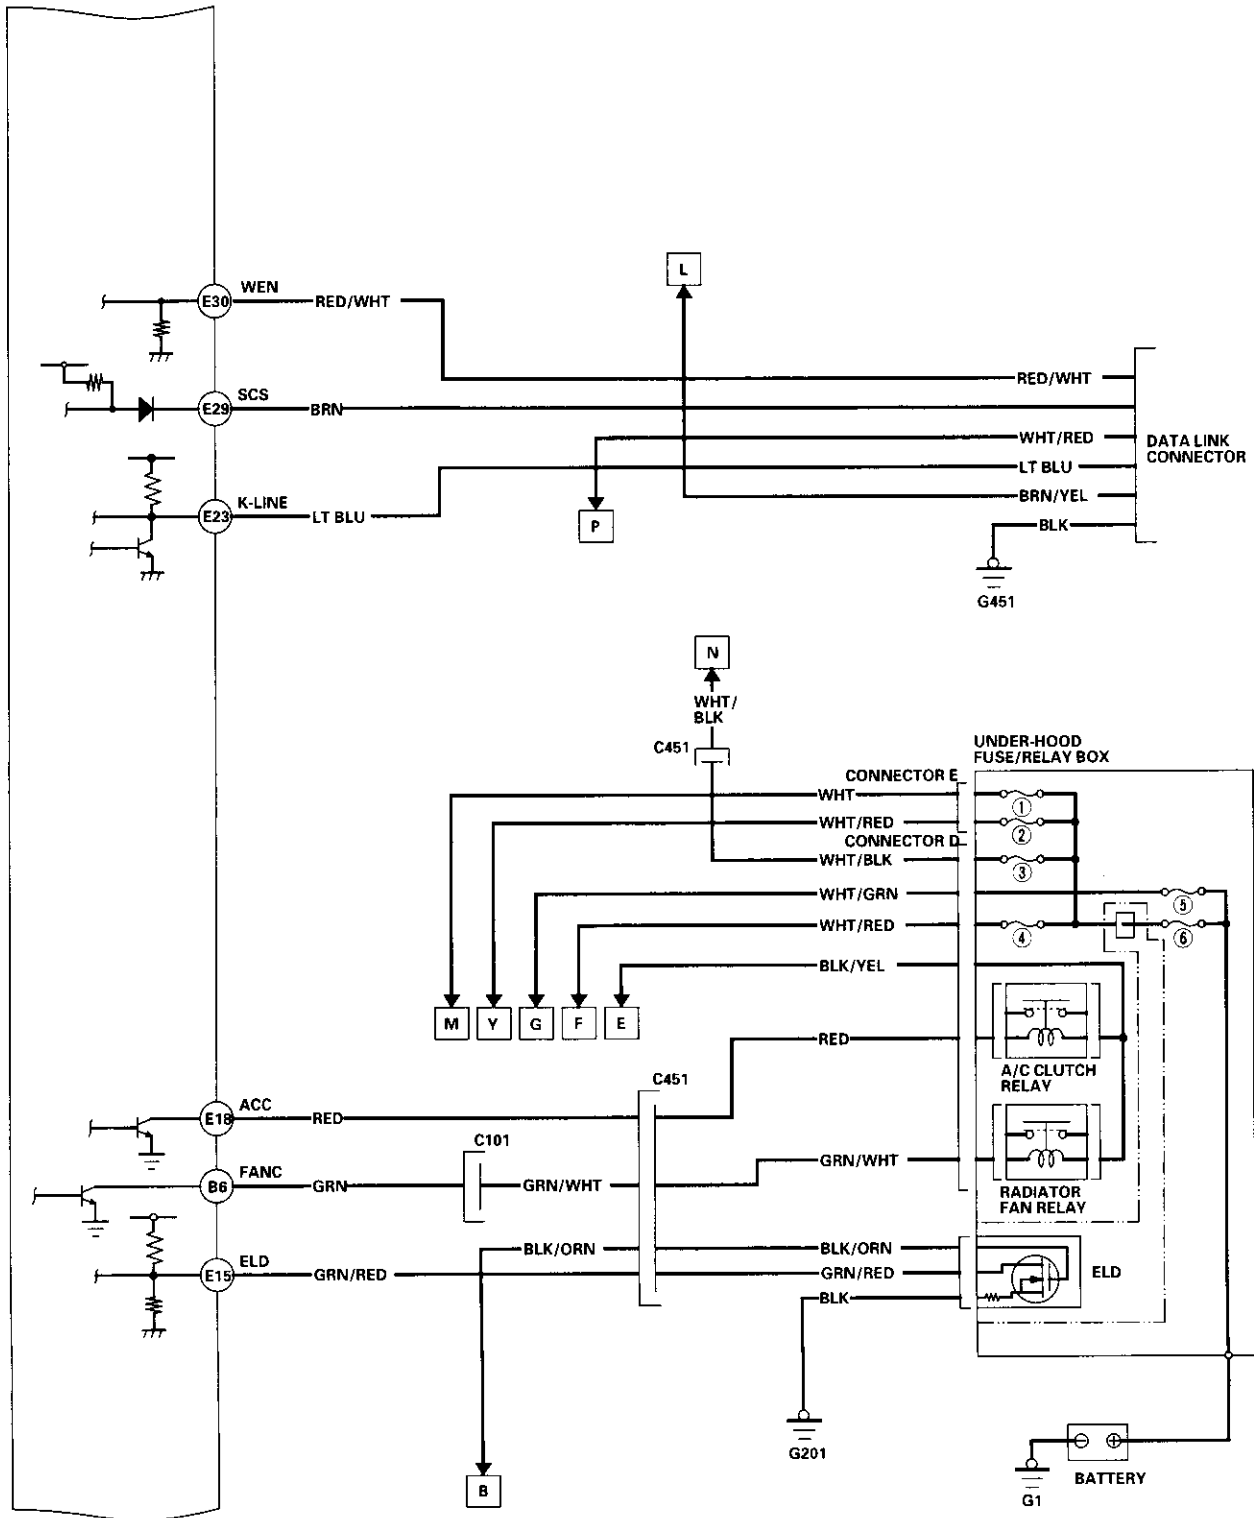 WEN
E30
RED/WHT
L
RED/WHT
SCS
E29
BRN
WHT/RED
DATA LINK
CONNECTOR
LT BLU
K-LINE
E23
LT BLU
BRN/YEL
P
BLK
G451
N
WHT/
BLK
C451
UNDER-HOOD
FUSE/RELAY BOX
CONNECTOR E
WHT
1
WHT/RED
2
CONNECTOR D
WHT/BLK
3
WHT/GRN
5
WHT/RED
4
6
BLK/YEL
M
Y
G
F
E
RED
A/C CLUTCH
RELAY
C451
ACC
E18
RED
C101
FANC
B6
GRN
GRN/WHT
GRN/WHT
RADIATOR
FAN RELAY
BLK/ORN
BLK/ORN
ELD
E15
GRN/RED
GRN/RED
ELD
BLK
G201
B
BATTERY
G1